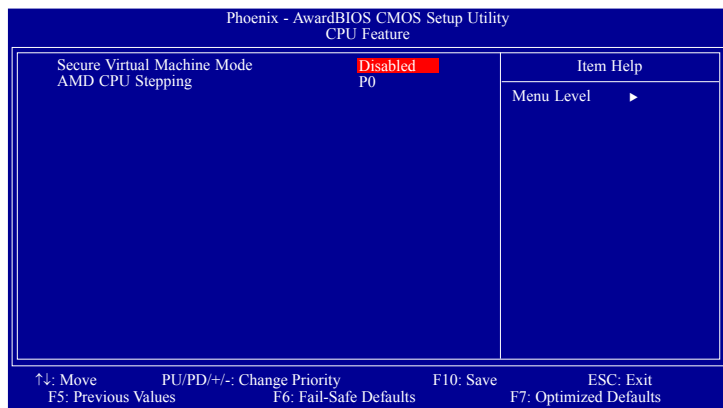 Phoenix - AwardBIOS CMOS Setup Utility
CPU Feature
Secure Virtual Machine Mode Disabled
AMD CPU Stepping P0
Item Help
Menu Level ►
↑↓: Move PU/PD/+/-: Change Priority F10: Save ESC: Exit
F5: Previous Values F6: Fail-Safe Defaults F7: Optimized Defaults